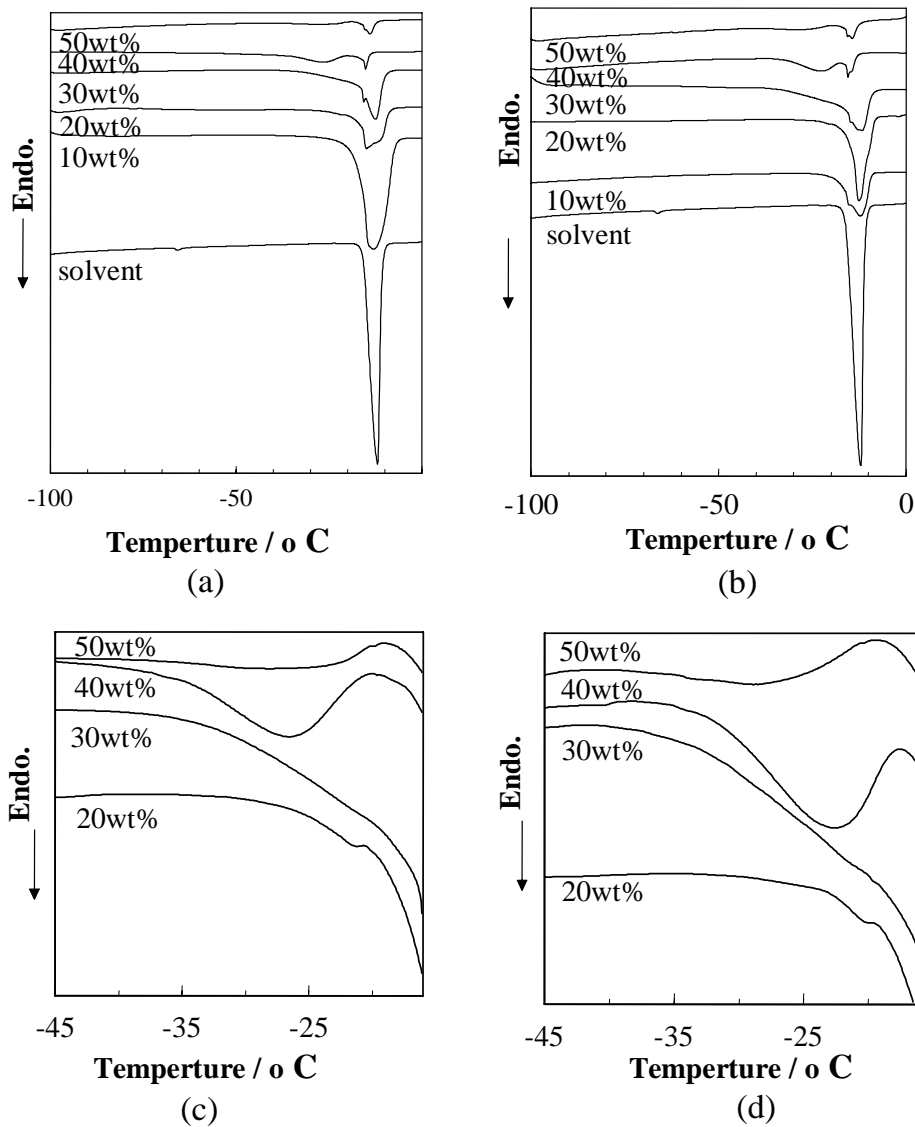 50wt%
40wt%
30wt%
20wt%
10wt%
solvent
Endo.
-100
-50
Temperture / o C
(a)
50wt%
40wt%
30wt%
20wt%
10wt%
solvent
Endo.
-100
-50
0
Temperture / o C
(b)
50wt%
40wt%
30wt%
20wt%
Endo.
-45
-35
-25
Temperture / o C
(c)
50wt%
40wt%
30wt%
20wt%
Endo.
-45
-35
-25
Temperture / o C
(d)